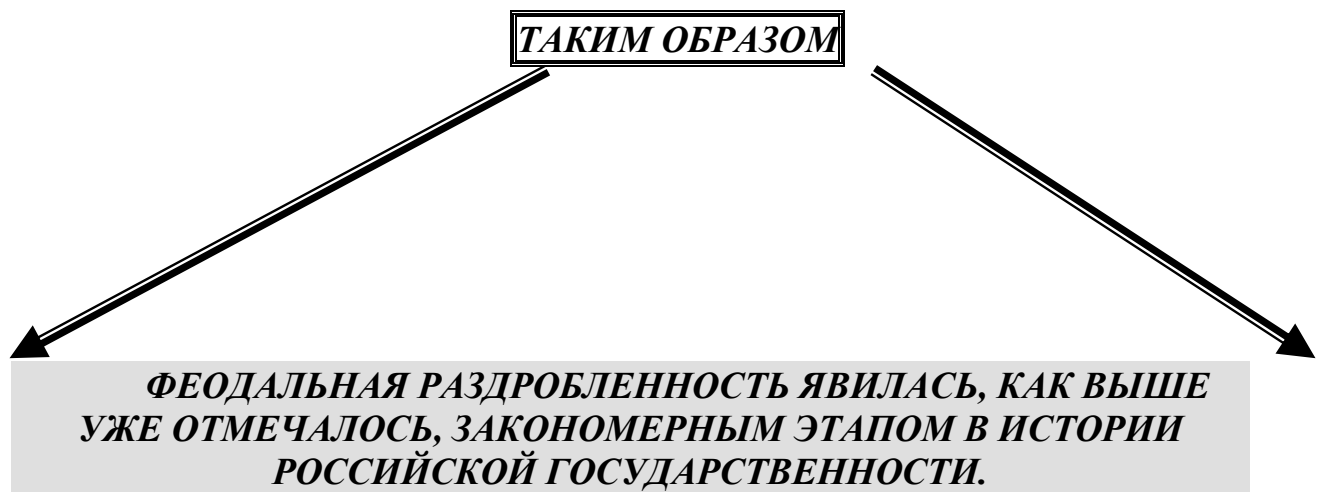 ТАКИМ ОБРАЗОМ
ФЕОДАЛЬНАЯ РАЗДРОБЛЕННОСТЬ ЯВИЛАСЬ, КАК ВЫШЕ
УЖЕ ОТМЕЧАЛОСЬ, ЗАКОНОМЕРНЫМ ЭТАПОМ В ИСТОРИИ
РОССИЙСКОЙ ГОСУДАРСТВЕННОСТИ.